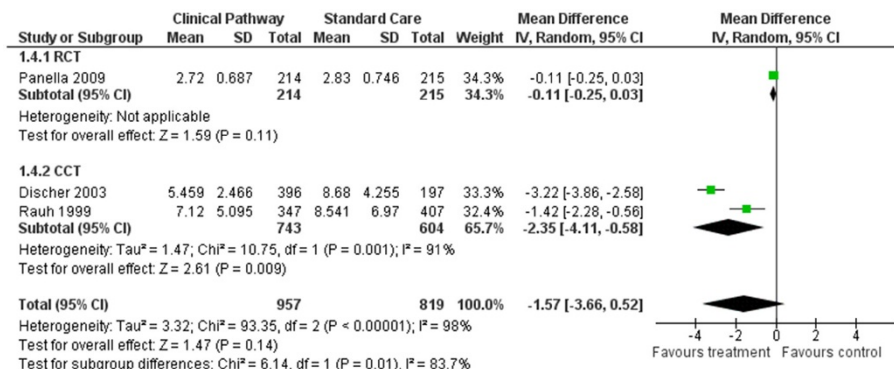 Clinical Pathway Standard Care Mean Difference Mean Difference
Study or Subgroup Mean SD Total Mean SD Total Weight IV, Random, 95% CI IV, Random, 95% CI
1.4.1 RCT
Panella 2009 2.72 0.687 214 2.83 0.746 215 34.3% -0.11 [-0.25, 0.03]
Subtotal (95% CI) 214 215 34.3% -0.11 [-0.25, 0.03]
Heterogeneity: Not applicable
Test for overall effect: Z = 1.59 (P = 0.11)
1.4.2 CCT
Discher 2003 5.459 2.466 396 8.68 4.255 197 33.3% -3.22 [-3.86, -2.58]
Rauh 1999 7.12 5.095 347 8.541 6.97 407 32.4% -1.42 [-2.28, -0.56]
Subtotal (95% CI) 743 604 65.7% -2.35 [-4.11, -0.58]
Heterogeneity: Tau² = 1.47; Chi² = 10.75, df = 1 (P = 0.001); I² = 91%
Test for overall effect: Z = 2.61 (P = 0.009)
Total (95% CI) 957 819 100.0% -1.57 [-3.66, 0.52]
Heterogeneity: Tau² = 3.32; Chi² = 93.35, df = 2 (P < 0.00001); I² = 98%
Test for overall effect: Z = 1.47 (P = 0.14)
Test for subgroup differences: Chi² = 6.14, df = 1 (P = 0.01), I² = 83.7%
-4 -2 0 2 4
Favours treatment Favours control